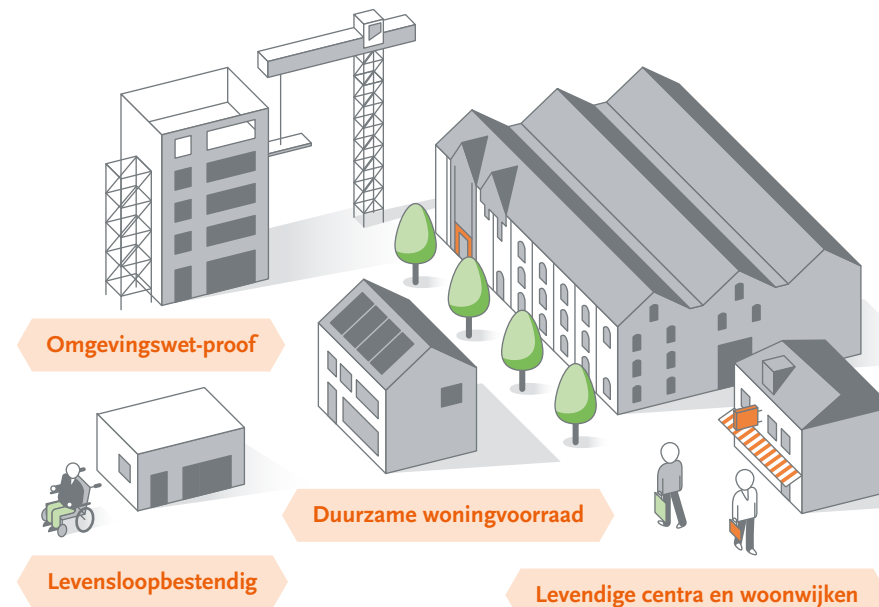 Omgevingswet-proof
Duurzame woningvoorraad
Levensloopbestendig
Levendige centra en woonwijken